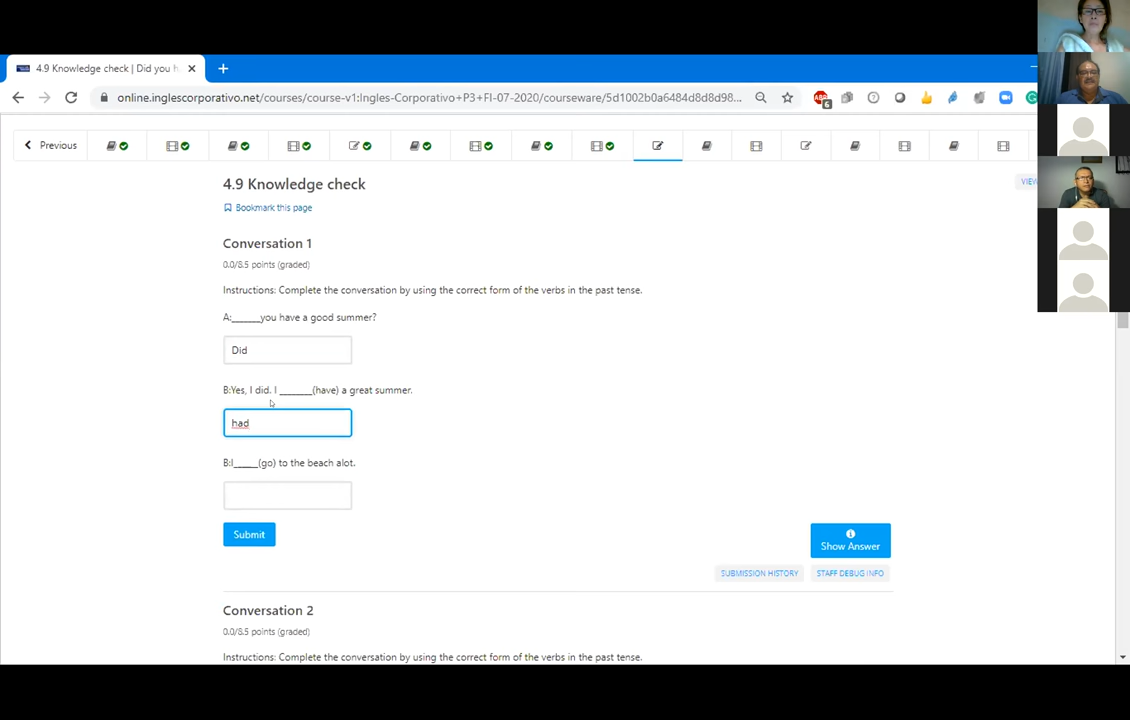 4.9 Knowledge check | Did you h
online.inglescorporativo.net/courses/course-v1:Ingles-Corporativo+P3+FI-07-2020/courseware/5d1002b0a6484d8d8d98...
6
Previous
4.9 Knowledge check
VIEW
Bookmark this page
Conversation 1
0.0/8.5 points (graded)
Instructions: Complete the conversation by using the correct form of the verbs in the past tense.
A:______you have a good summer?
Did
B:Yes, I did. I _______(have) a great summer.
had
B:I_____(go) to the beach alot.
Submit
Show Answer
SUBMISSION HISTORY
STAFF DEBUG INFO
Conversation 2
0.0/8.5 points (graded)
Instructions: Complete the conversation by using the correct form of the verbs in the past tense.